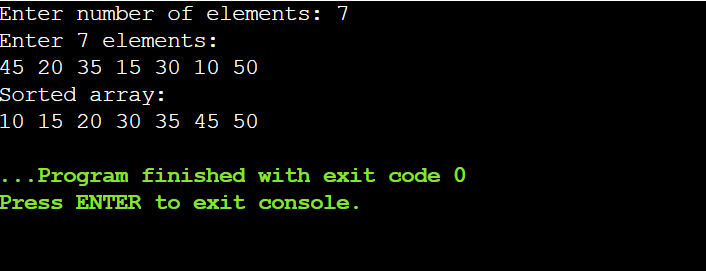 Enter number of elements: 7
Enter 7 elements:
45 20 35 15 30 10 50
Sorted array:
10 15 20 30 35 45 50
...Program finished with exit code 0
Press ENTER to exit console.